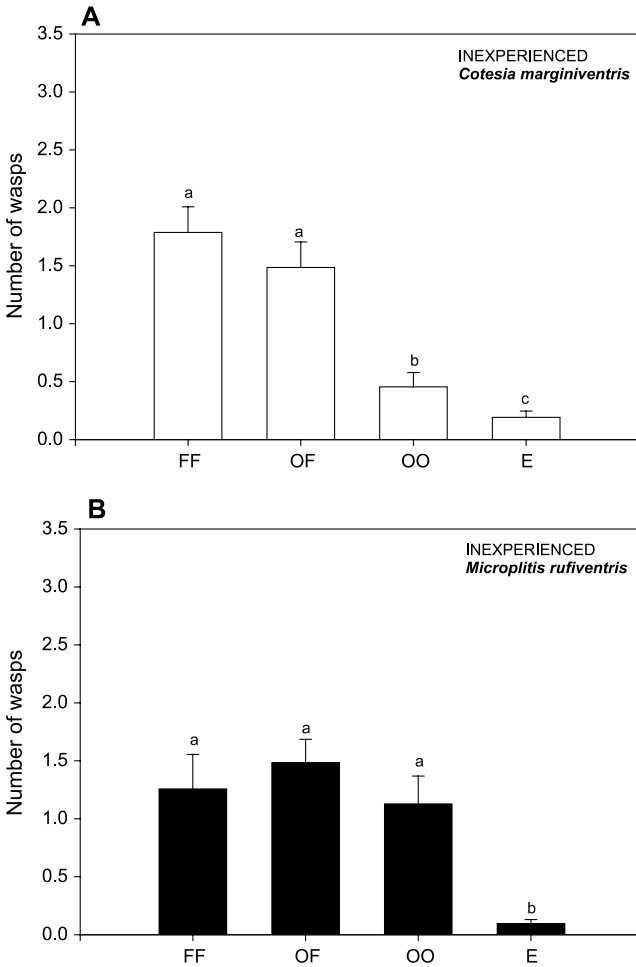 A
INEXPERIENCED
Cotesia marginiventris
Number of wasps
3.5
3.0
2.5
2.0
1.5
1.0
0.5
0.0
a
a
b
c
FF OF OO E
B
INEXPERIENCED
Microplitis rufiventris
Number of wasps
3.5
3.0
2.5
2.0
1.5
1.0
0.5
0.0
a
a
a
b
FF OF OO E